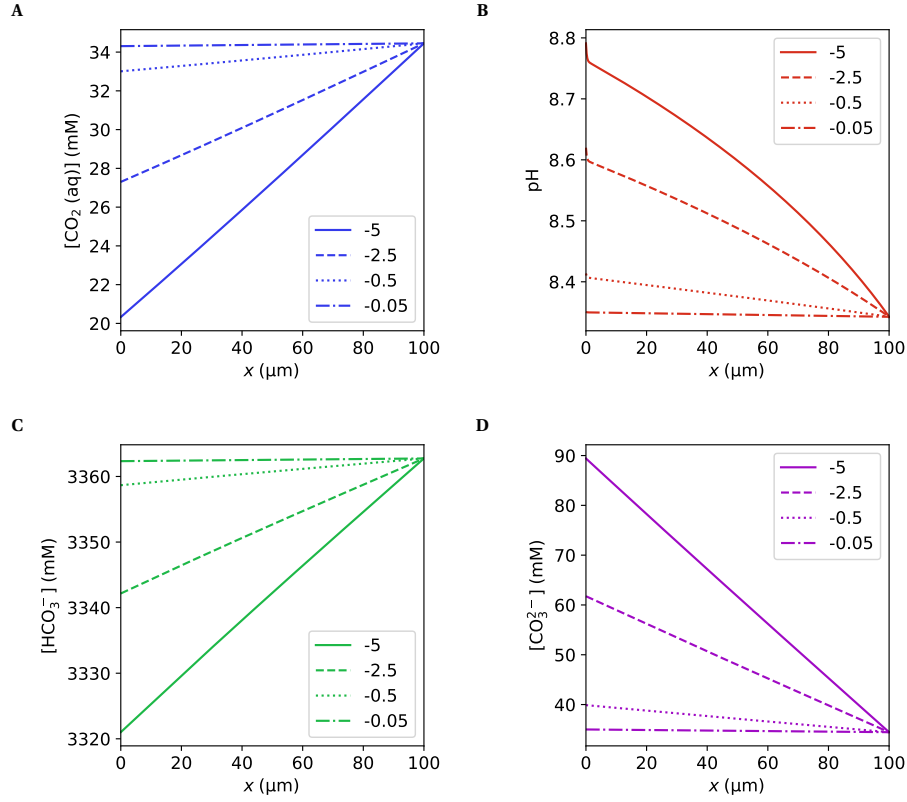 A
[CO₂ (aq)] (mM)
34
32
30
28
26
24
22
20
0 20 40 60 80 100
x (μm)
-5
-2.5
-0.5
-0.05
B
pH
8.8
8.7
8.6
8.5
8.4
0 20 40 60 80 100
x (μm)
-5
-2.5
-0.5
-0.05
C
[HCO₃⁻] (mM)
3360
3350
3340
3330
3320
0 20 40 60 80 100
x (μm)
-5
-2.5
-0.5
-0.05
D
[CO₃²⁻] (mM)
90
80
70
60
50
40
0 20 40 60 80 100
x (μm)
-5
-2.5
-0.5
-0.05